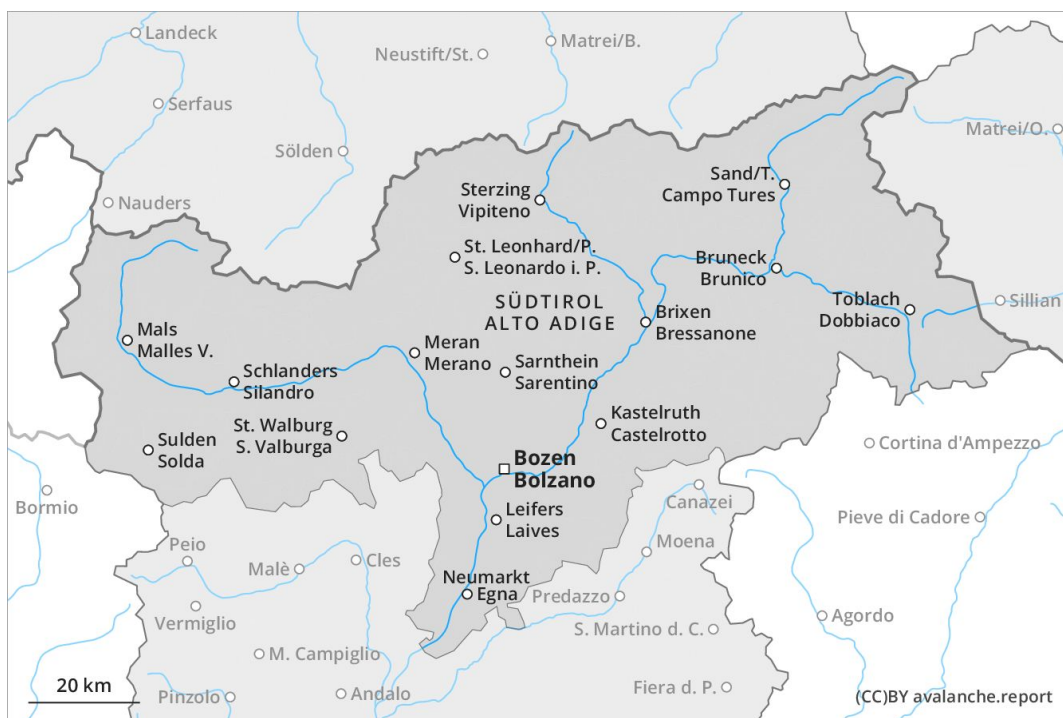 Landeck
Neustift/St.
Matrei/B.
Serfaus
Matrei/O.
Sölden
Sand/T.
Campo Tures
Sterzing
Vipiteno
Nauders
St. Leonhard/P.
S. Leonardo i. P.
Bruneck
Brunico
SÜDTIROL
ALTO ADIGE
Toblach
Dobbiaco
Sillian
Brixen
Bressanone
Mals
Malles V.
Meran
Merano
Sarnthein
Sarentino
Schlanders
Silandro
Kastelruth
Castelrotto
St. Walburg
S. Valburga
Sulden
Solda
Cortina d'Ampezzo
Bozen
Bolzano
Bormio
Canazei
Leifers
Laives
Pieve di Cadore
Peio
Malè
Cles
Moena
Neumarkt
Egna
Predazzo
Vermiglio
Agordo
S. Martino d. C.
M. Campiglio
20 km
Pinzolo
Andalo
Fiera d. P.
(CC)BY avalanche.report